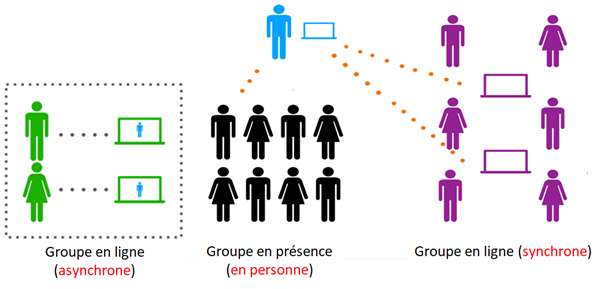 Groupe en ligne
(asynchrone)
Groupe en présence
(en personne)
Groupe en ligne (synchrone)